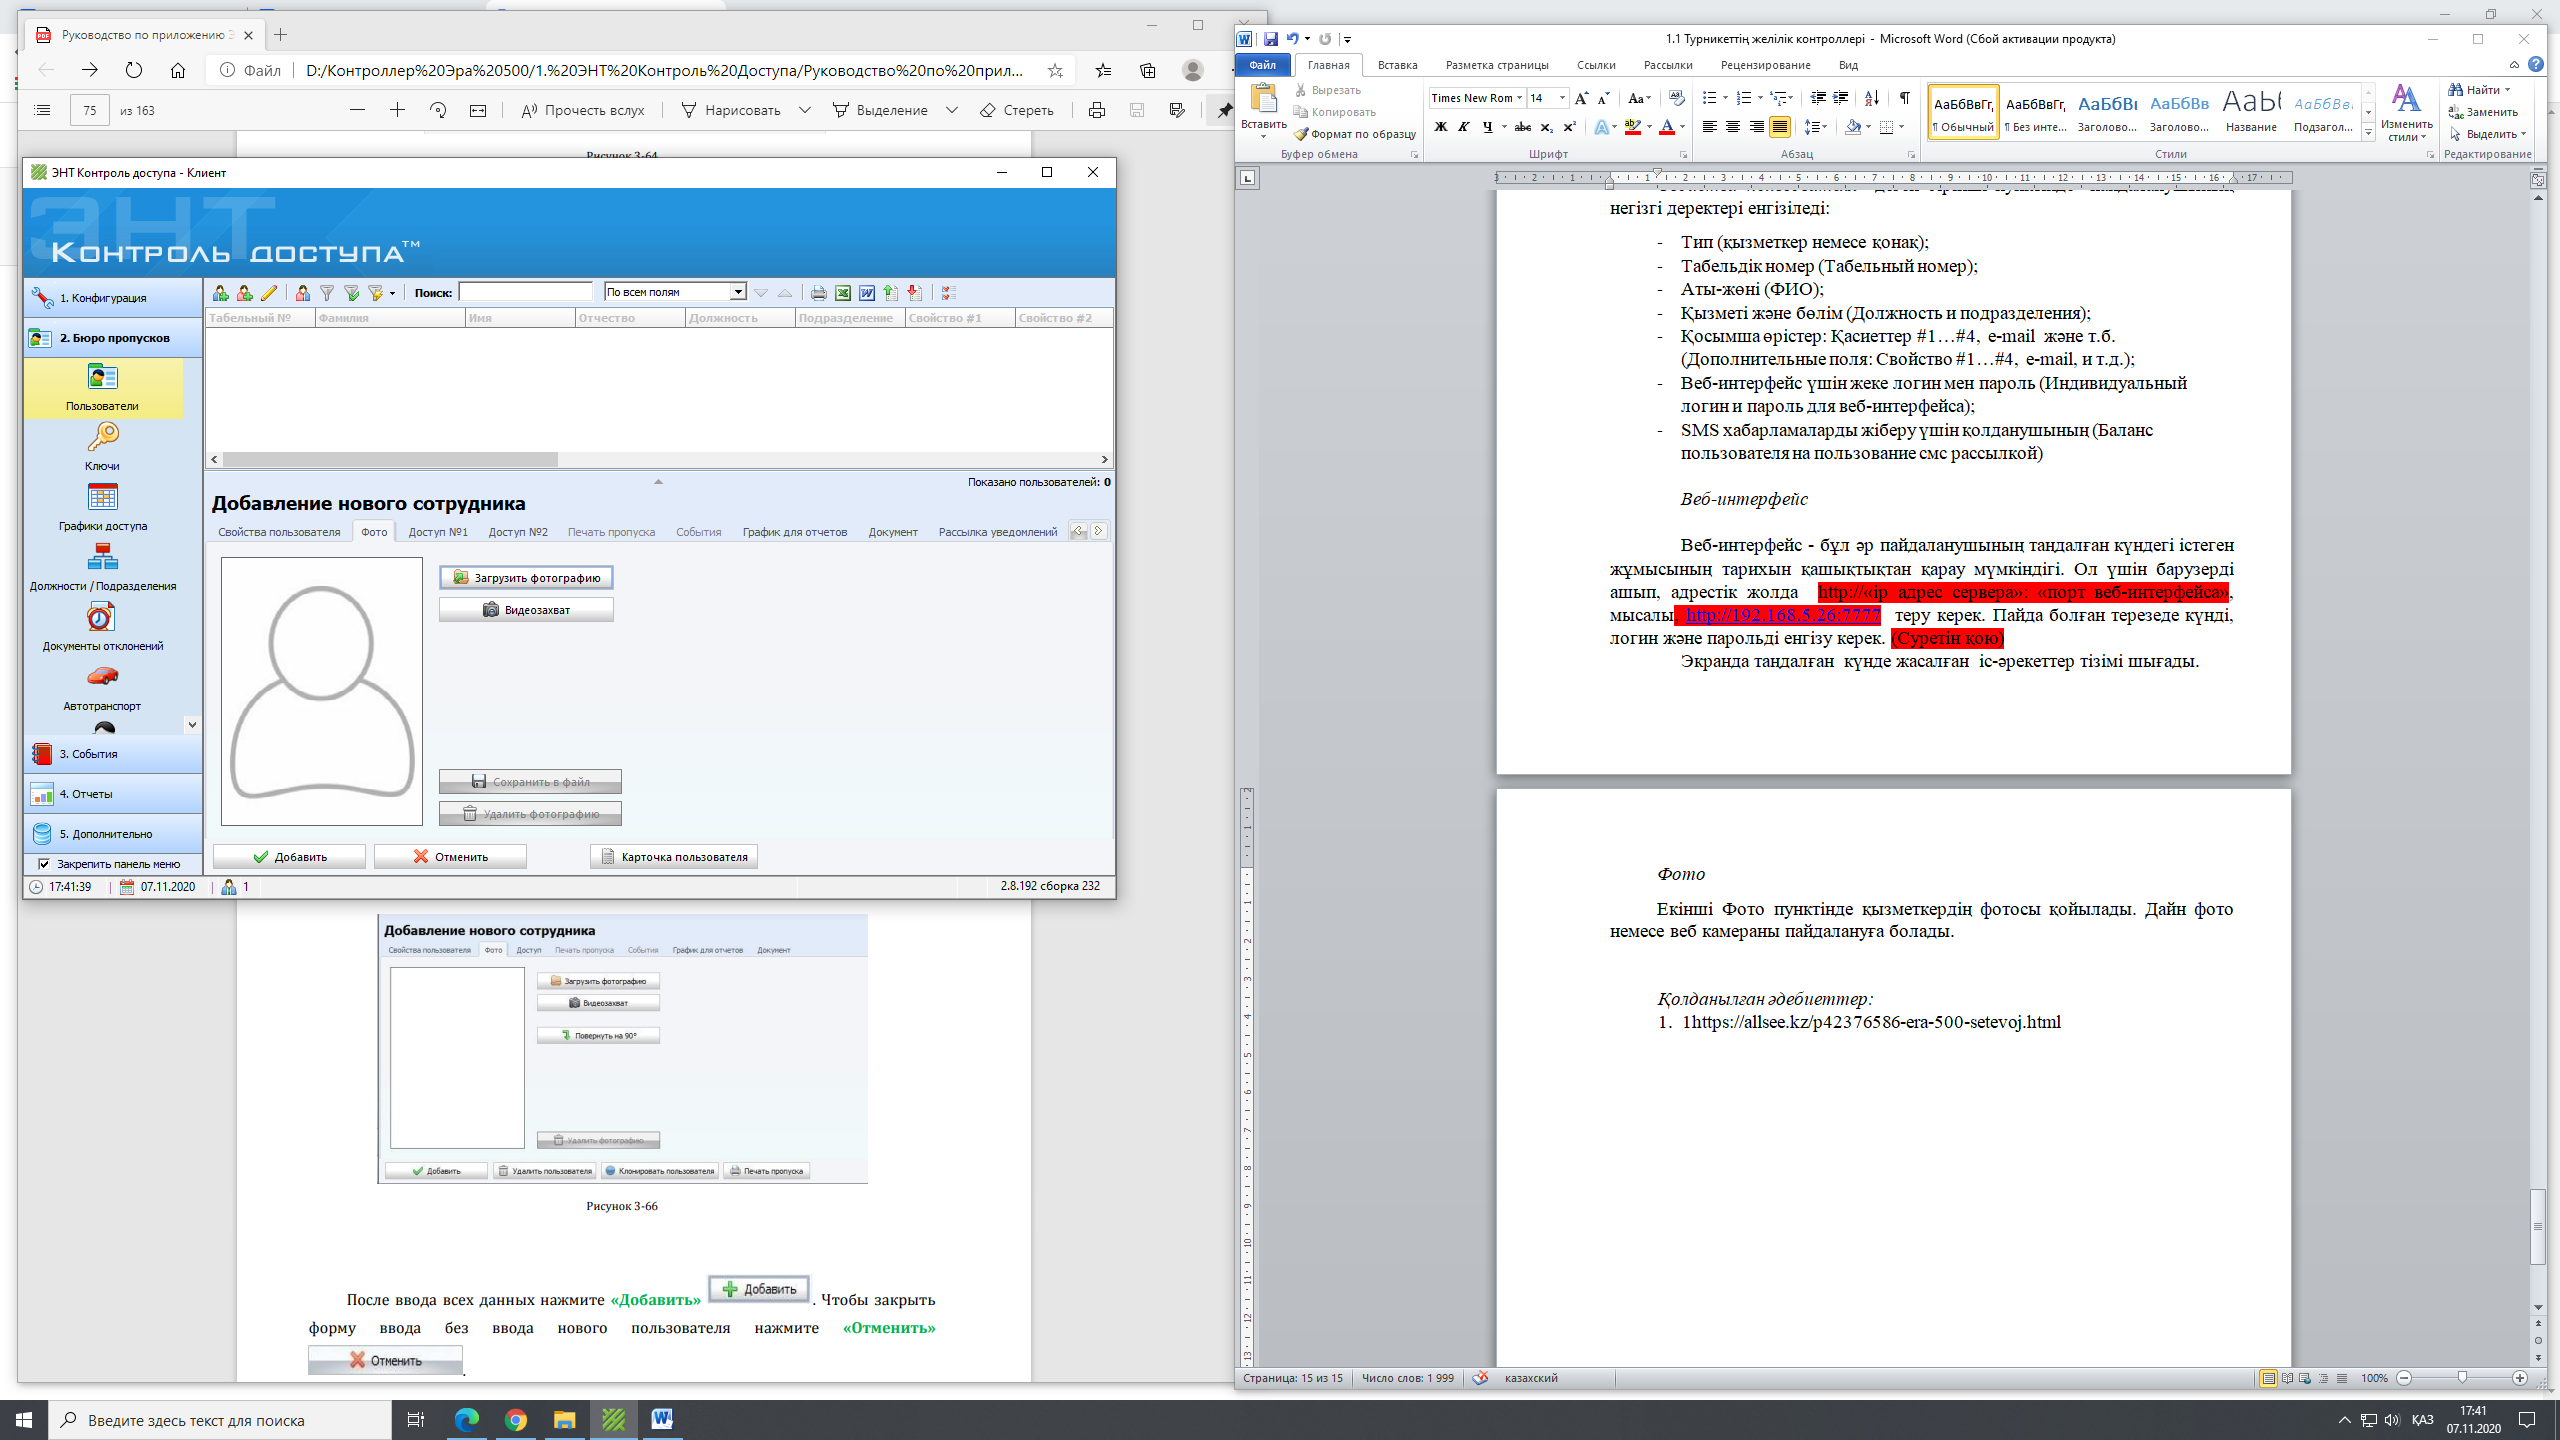 Руководство по приложению Э
Файл
D:/Контроллер%20Эра%20500/1.%20ЭНТ%20Контроль%20Доступа/Руководство%20по%20прил...
75 из 163
Прочесть вслух
Нарисовать
Выделение
Стереть
Рисунок 3-64
ЭНТ Контроль доступа - Клиент
ЭНТ
Контроль доступа™
1. Конфигурация
2. Бюро пропусков
Пользователи
Ключи
Графики доступа
Должности / Подразделения
Документы отклонений
Автотранспорт
3. События
4. Отчеты
5. Дополнительно
Закрепить панель меню
Поиск:
По всем полям
Табельный № Фамилия Имя Отчество Должность Подразделение Свойство #1 Свойство #2
Показано пользователей: 0
Добавление нового сотрудника
Свойства пользователя Фото Доступ №1 Доступ №2 Печать пропуска События График для отчетов Документ Рассылка уведомлений
Загрузить фотографию
Видеозахват
Сохранить в файл
Удалить фотографию
Добавить Отменить Карточка пользователя
17:41:39 07.11.2020 1 2.8.192 сборка 232
Добавление нового сотрудника
Свойства пользователя Фото Доступ Печать пропуска События График для отчетов Документ
Загрузить фотографию
Видеозахват
Повернуть на 90°
Удалить фотографию
Добавить Удалить пользователя Клонировать пользователя Печать пропуска
Рисунок 3-66
После ввода всех данных нажмите «Добавить» Добавить. Чтобы закрыть
форму ввода без ввода нового пользователя нажмите «Отменить»
Отменить.
1.1 Турникеттің желілік контроллері - Microsoft Word (Сбой активации продукта)
Файл Главная Вставка Разметка страницы Ссылки Рассылки Рецензирование Вид
Вставить
Вырезать
Копировать
Формат по образцу
Буфер обмена
Times New Rom 14
Шрифт
Абзац
АаБбВвГг, АаБбВвГг, АаБбВı АаБбВв АаЬ АаБбВвı
¶ Обычный ¶ Без инте... Заголово... Заголово... Название Подзагол...
Стили
Изменить стили
Найти
Заменить
Выделить
Редактирование
негізгі деректері енгізіледі:
- Тип (қызметкер немесе қонақ);
- Табельдік номер (Табельный номер);
- Аты-жөні (ФИО);
- Қызметі және бөлім (Должность и подразделения);
- Қосымша өрістер: Қасиеттер #1…#4, e-mail және т.б.
(Дополнительные поля: Свойство #1…#4, e-mail, и т.д.);
- Веб-интерфейс үшін жеке логин мен пароль (Индивидуальный
логин и пароль для веб-интерфейса);
- SMS хабарламаларды жіберу үшін қолданушының (Баланс
пользователя на пользование смс рассылкой)
Веб-интерфейс
Веб-интерфейс - бұл әр пайдаланушының таңдалған күндегі істеген
жұмысының тарихын қашықтықтан қарау мүмкіндігі. Ол үшін барузерді
ашып, адрестік жолда http://«ip адрес сервера»: «порт веб-интерфейса»,
мысалы, http://192.168.5.26:7777 теру керек. Пайда болған терезеде күнді,
логин және парольді енгізу керек. (Суретін қою)
Экранда таңдалған күнде жасалған іс-әрекеттер тізімі шығады.
Фото
Екінші Фото пунктінде қызметкердің фотосы қойылады. Дайн фото
немесе веб камераны пайдалануға болады.
Қолданылған әдебиеттер:
1. 1https://allsee.kz/p42376586-era-500-setevoj.html
Страница: 15 из 15 Число слов: 1 999 казахский 100%
Введите здесь текст для поиска
ҚАЗ
17:41
07.11.2020